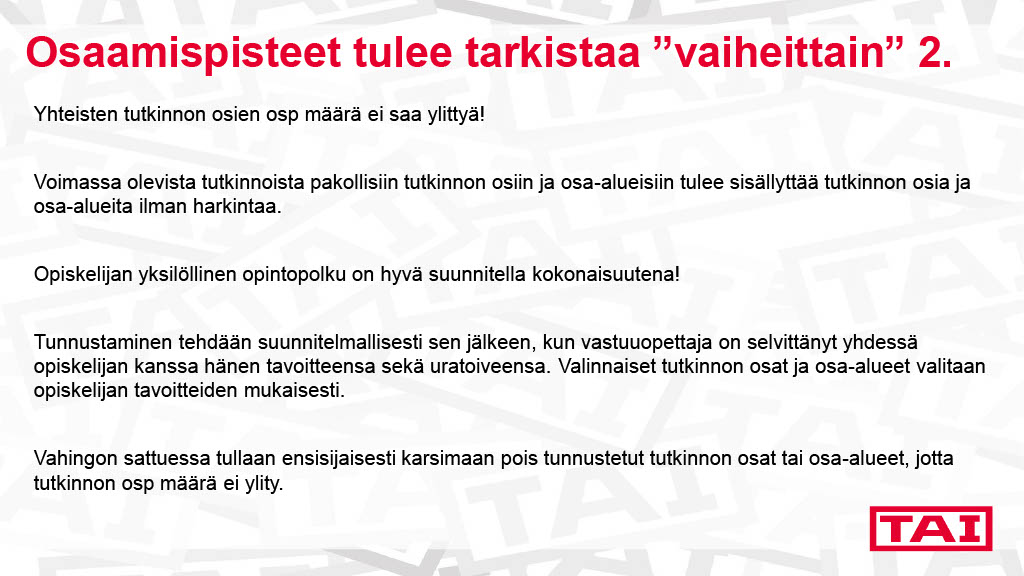 Osaamispisteet tulee tarkistaa ”vaiheittain” 2.
Yhteisten tutkinnon osien osp määrä ei saa ylittyä!
Voimassa olevista tutkinnoista pakollisiin tutkinnon osiin ja osa-alueisiin tulee sisällyttää tutkinnon osia ja
osa-alueita ilman harkintaa.
Opiskelijan yksilöllinen opintopolku on hyvä suunnitella kokonaisuutena!
Tunnustaminen tehdään suunnitelmallisesti sen jälkeen, kun vastuuopettaja on selvittänyt yhdessä
opiskelijan kanssa hänen tavoitteensa sekä uratoiveensa. Valinnaiset tutkinnon osat ja osa-alueet valitaan
opiskelijan tavoitteiden mukaisesti.
Vahingon sattuessa tullaan ensisijaisesti karsimaan pois tunnustetut tutkinnon osat tai osa-alueet, jotta
tutkinnon osp määrä ei ylity.
TAI